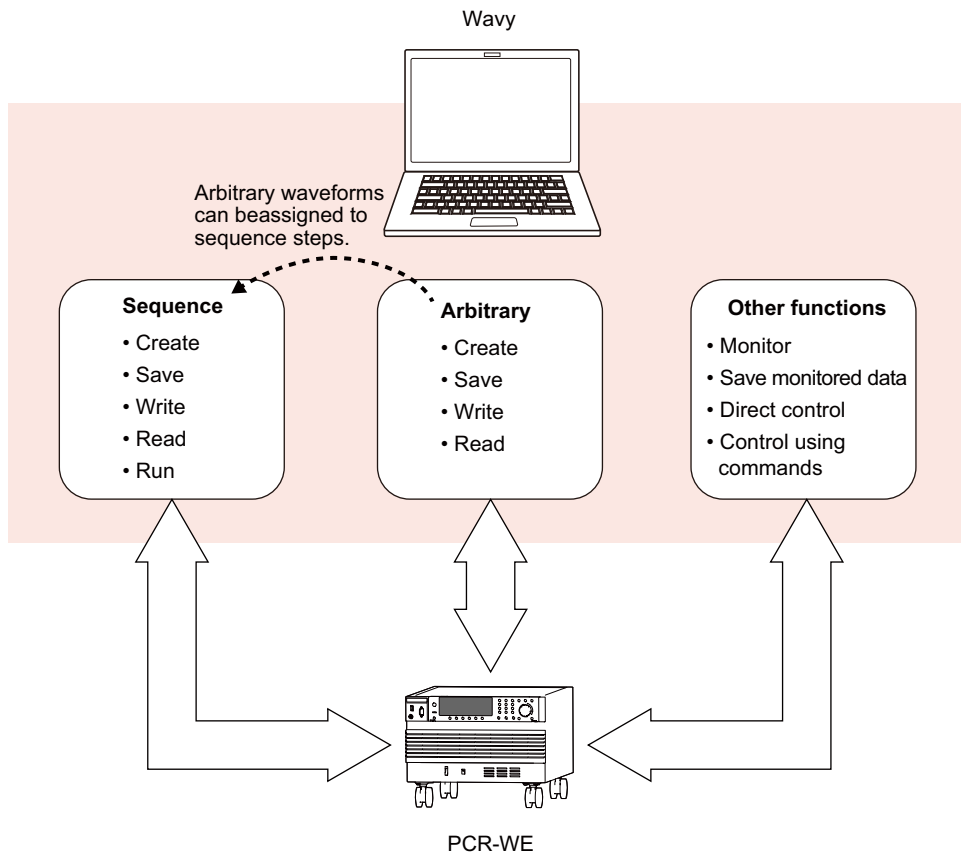 Wavy
Arbitrary waveforms
can beassigned to
sequence steps.
Sequence
• Create
• Save
• Write
• Read
• Run
Arbitrary
• Create
• Save
• Write
• Read
Other functions
• Monitor
• Save monitored data
• Direct control
• Control using
commands
PCR-WE